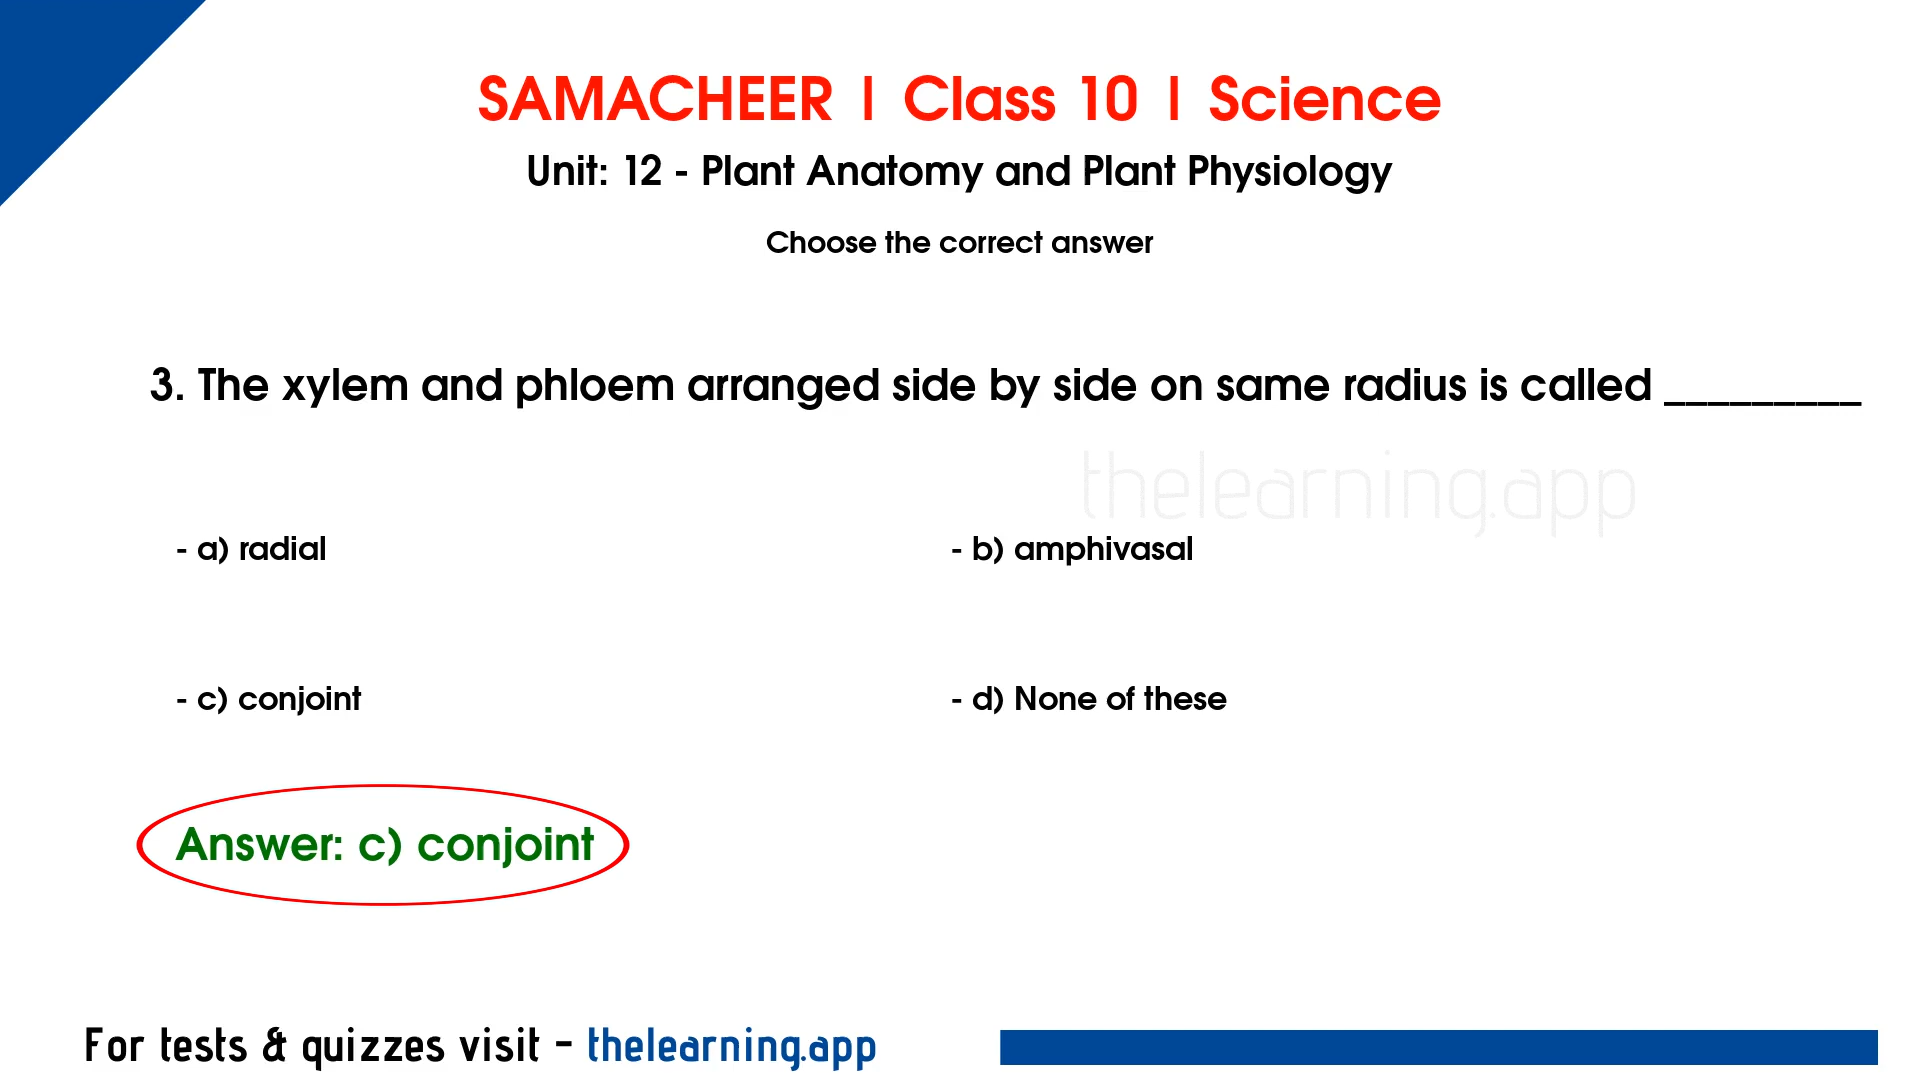 SAMACHEER | Class 10 | Science
Unit: 12 - Plant Anatomy and Plant Physiology
Choose the correct answer
3. The xylem and phloem arranged side by side on same radius is called _________
thelearning.app
- a) radial
- b) amphivasal
- c) conjoint
- d) None of these
Answer: c) conjoint
For tests & quizzes visit - thelearning.app